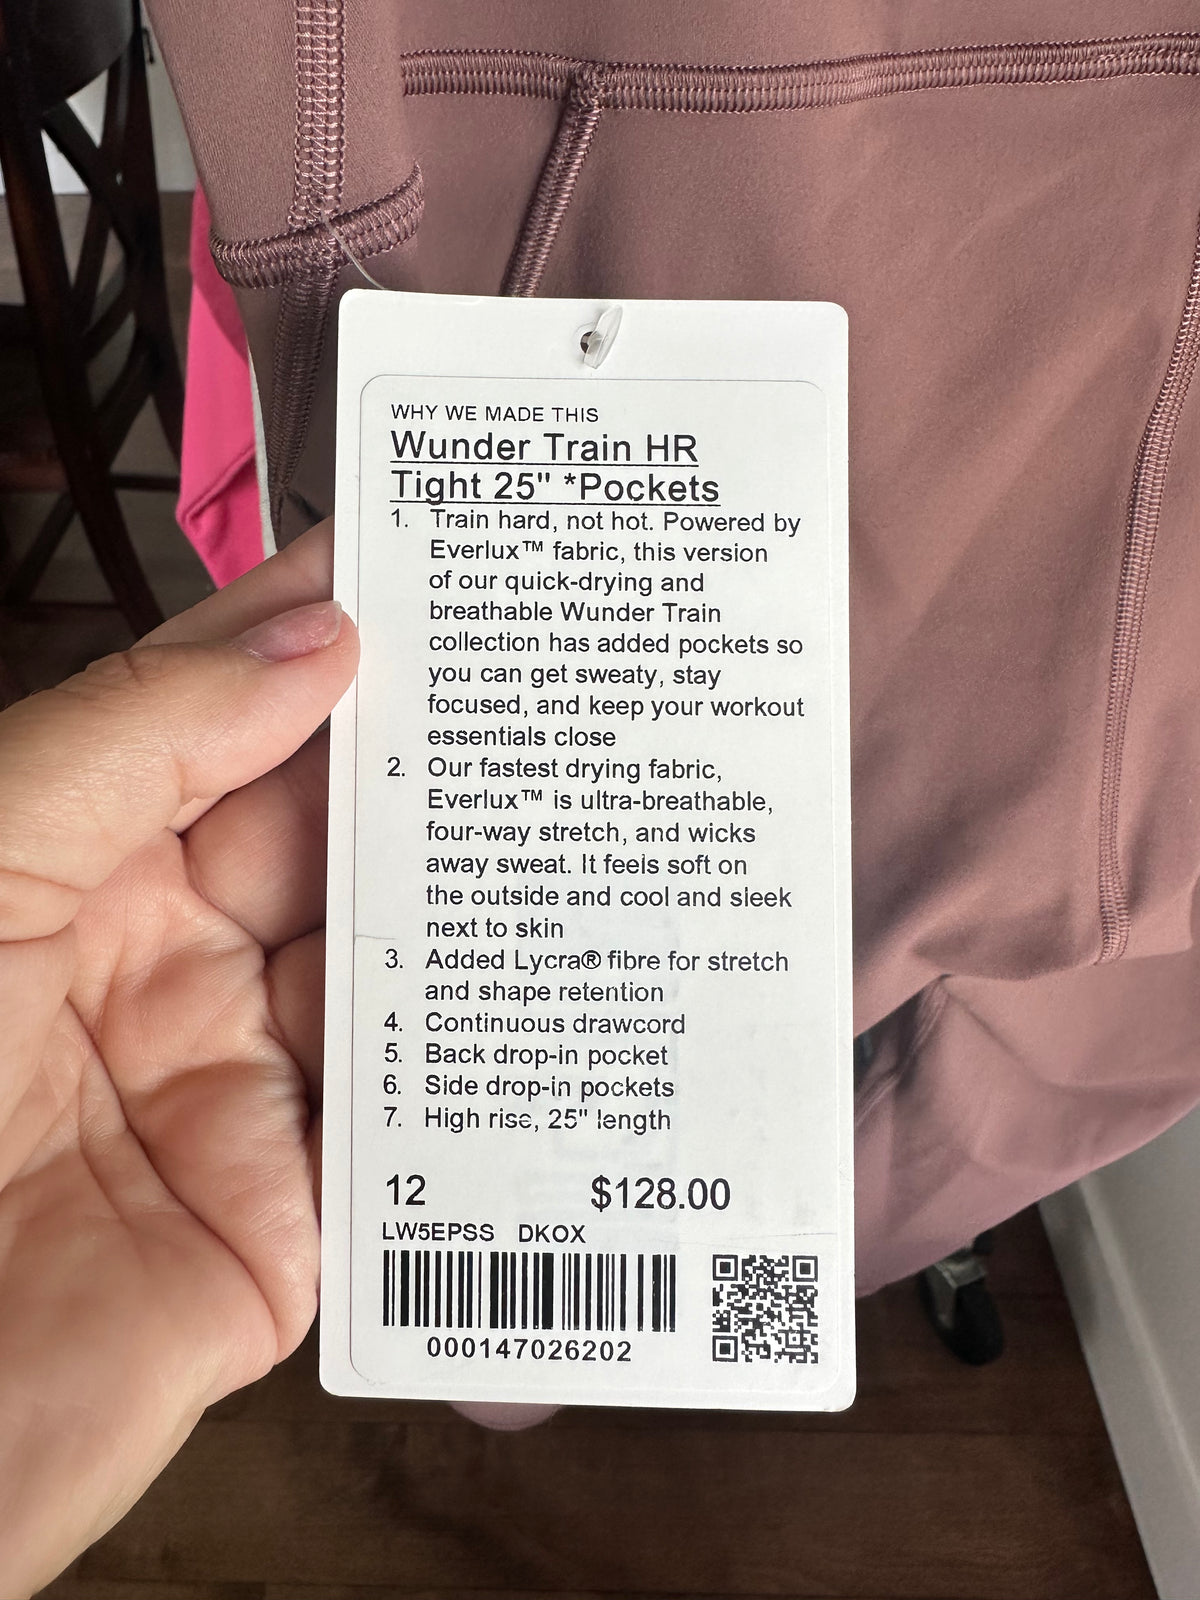 WHY WE MADE THIS
Wunder Train HR
Tight 25" *Pockets
1. Train hard, not hot. Powered by
Everlux™ fabric, this version
of our quick-drying and
breathable Wunder Train
collection has added pockets so
you can get sweaty, stay
focused, and keep your workout
essentials close
2. Our fastest drying fabric,
Everlux™ is ultra-breathable,
four-way stretch, and wicks
away sweat. It feels soft on
the outside and cool and sleek
next to skin
3. Added Lycra® fibre for stretch
and shape retention
4. Continuous drawcord
5. Back drop-in pocket
6. Side drop-in pockets
7. High rise, 25" length
12 $128.00
LW5EPSS DKOX
000147026202